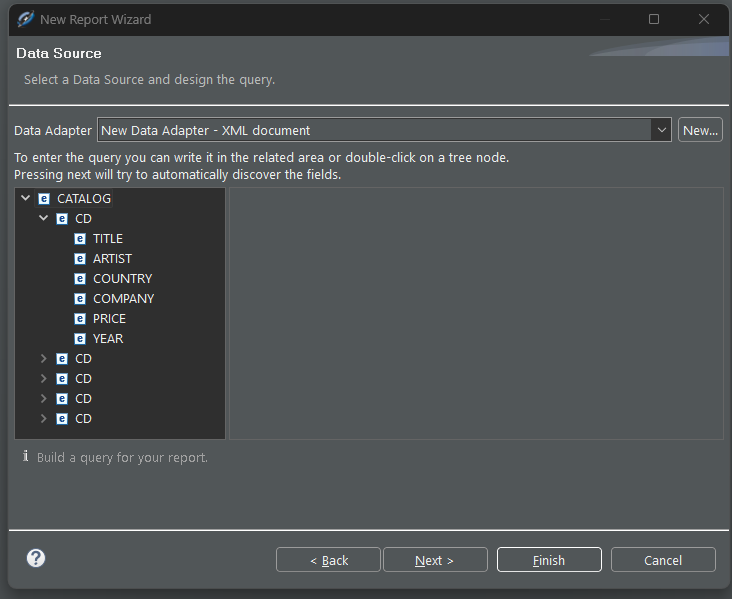 New Report Wizard
Data Source
Select a Data Source and design the query.
Data Adapter New Data Adapter - XML document New...
To enter the query you can write it in the related area or double-click on a tree node.
Pressing next will try to automatically discover the fields.
e CATALOG
e CD
e TITLE
e ARTIST
e COUNTRY
e COMPANY
e PRICE
e YEAR
e CD
e CD
e CD
e CD
i Build a query for your report.
? < Back Next > Finish Cancel